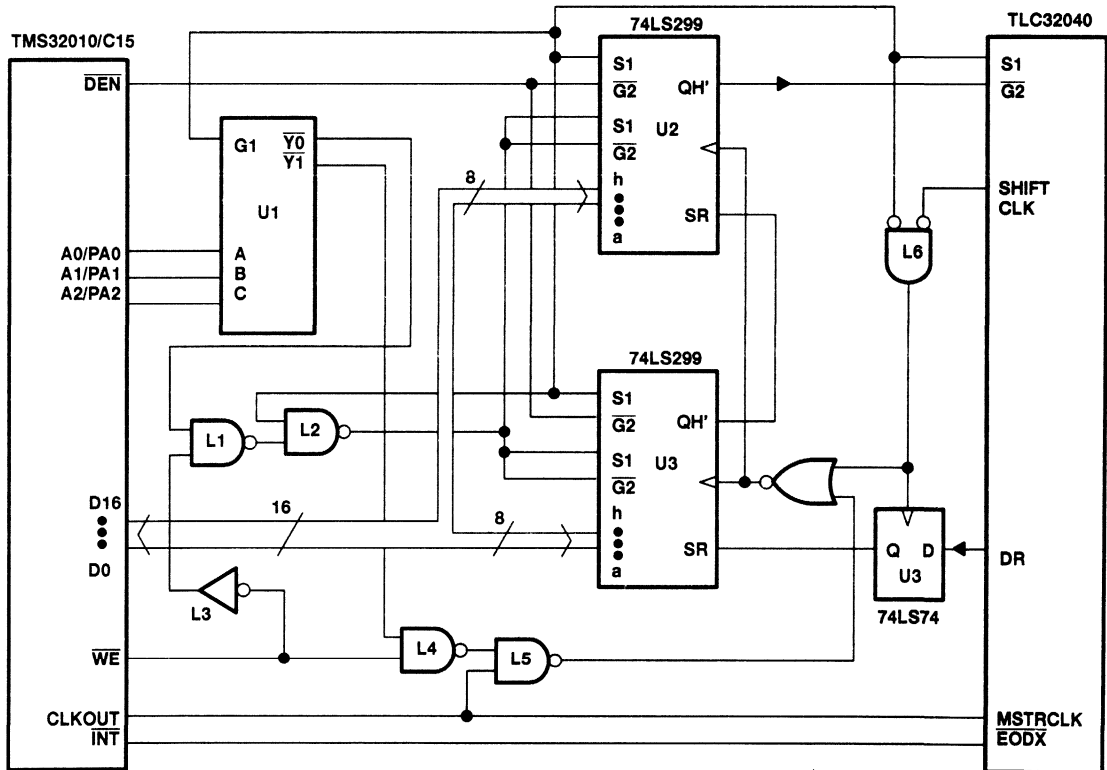 TMS32010/C15
74LS299
TLC32040
DEN
S1
G2
QH'
S1
G2
G1
Y0
Y1
S1
G2
U2
U1
h
8
SR
a
SHIFT
CLK
L6
A0/PA0
A1/PA1
A2/PA2
A
B
C
74LS299
S1
G2
QH'
L1
L2
S1
G2
U3
h
8
SR
a
D16
16
D0
Q
D
U3
74LS74
DR
L3
WE
L4
L5
CLKOUT
INT
MSTRCLK
EODX